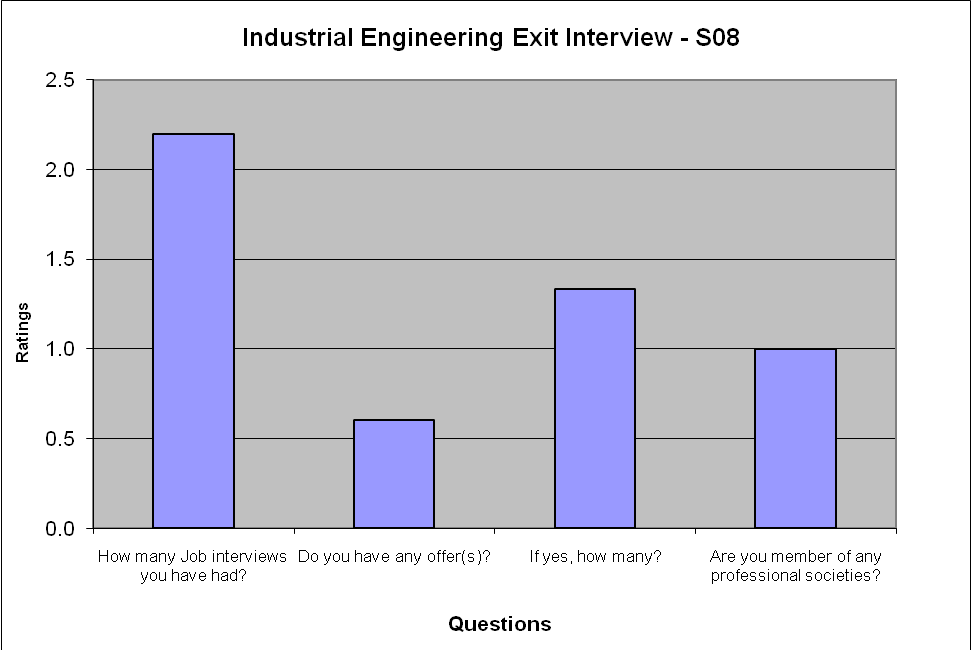 Industrial Engineering Exit Interview - S08
2.5
2.0
1.5
1.0
0.5
0.0
Ratings
How many Job interviews
you have had?
Do you have any offer(s)?
If yes, how many?
Are you member of any
professional societies?
Questions